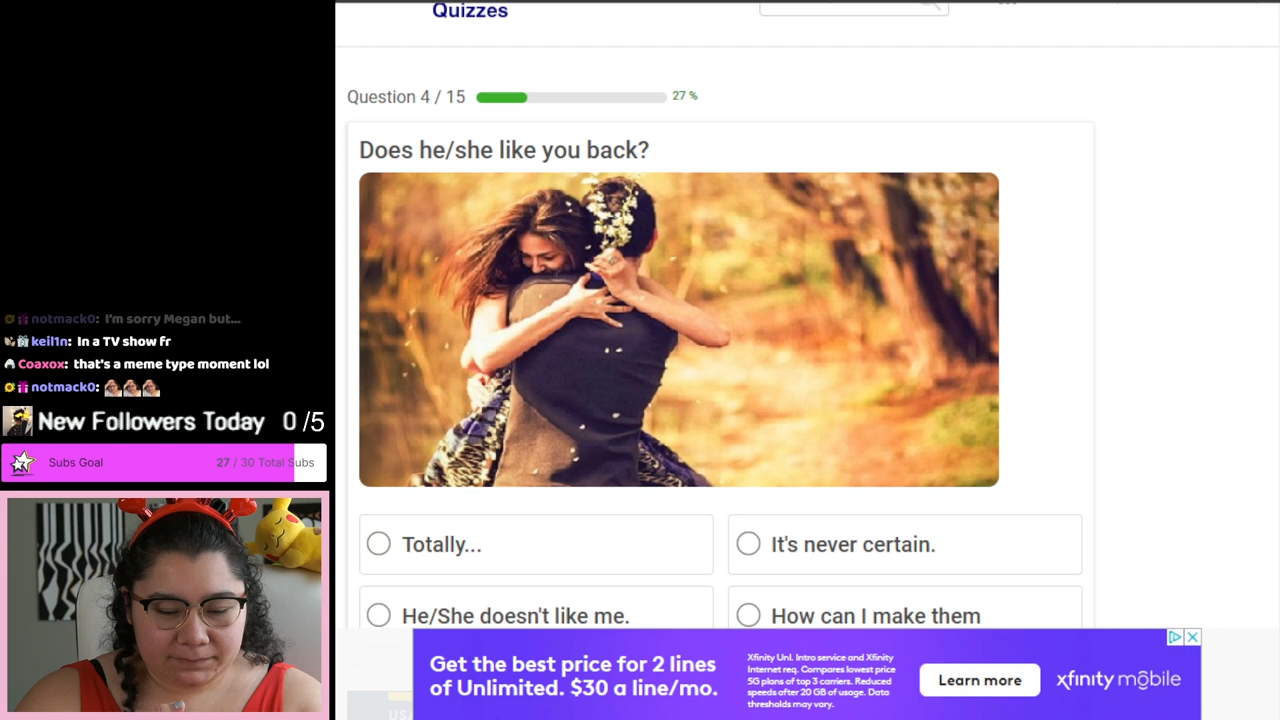 Quizzes
Question 4 / 15
27 %
Does he/she like you back?
Totally...
It's never certain.
He/She doesn't like me.
How can I make them
notmack0: I'm sorry Megan but...
keil1n: In a TV show fr
Coaxox: that's a meme type moment lol
notmack0:
New Followers Today 0 /5
Subs Goal
27 / 30 Total Subs
Get the best price for 2 lines
of Unlimited. $30 a line/mo.
Xfinity Unl. Intro service and Xfinity
Internet req. Compares lowest price
5G plans of top 3 carriers. Reduced
speeds after 20 GB of usage. Data
thresholds may vary.
Learn more
xfinity mobile